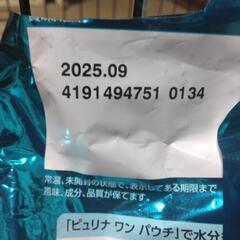 2025.09
4191494751 0134
常温、未開封の状態で、表示してある期限まで
風味、成分、品質が保てます。
「ピュリナ ワン パウチ」で水分